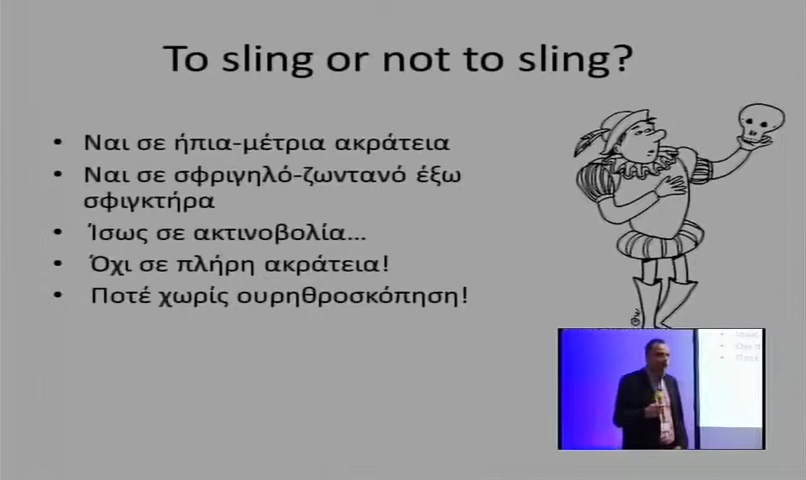 To sling or not to sling?
• Ναι σε ήπια-μέτρια ακράτεια
• Ναι σε σφριγηλό-ζωντανό έξω
σφιγκτήρα
• Ίσως σε ακτινοβολία...
• Όχι σε πλήρη ακράτεια!
• Ποτέ χωρίς ουρηθροσκόπηση!